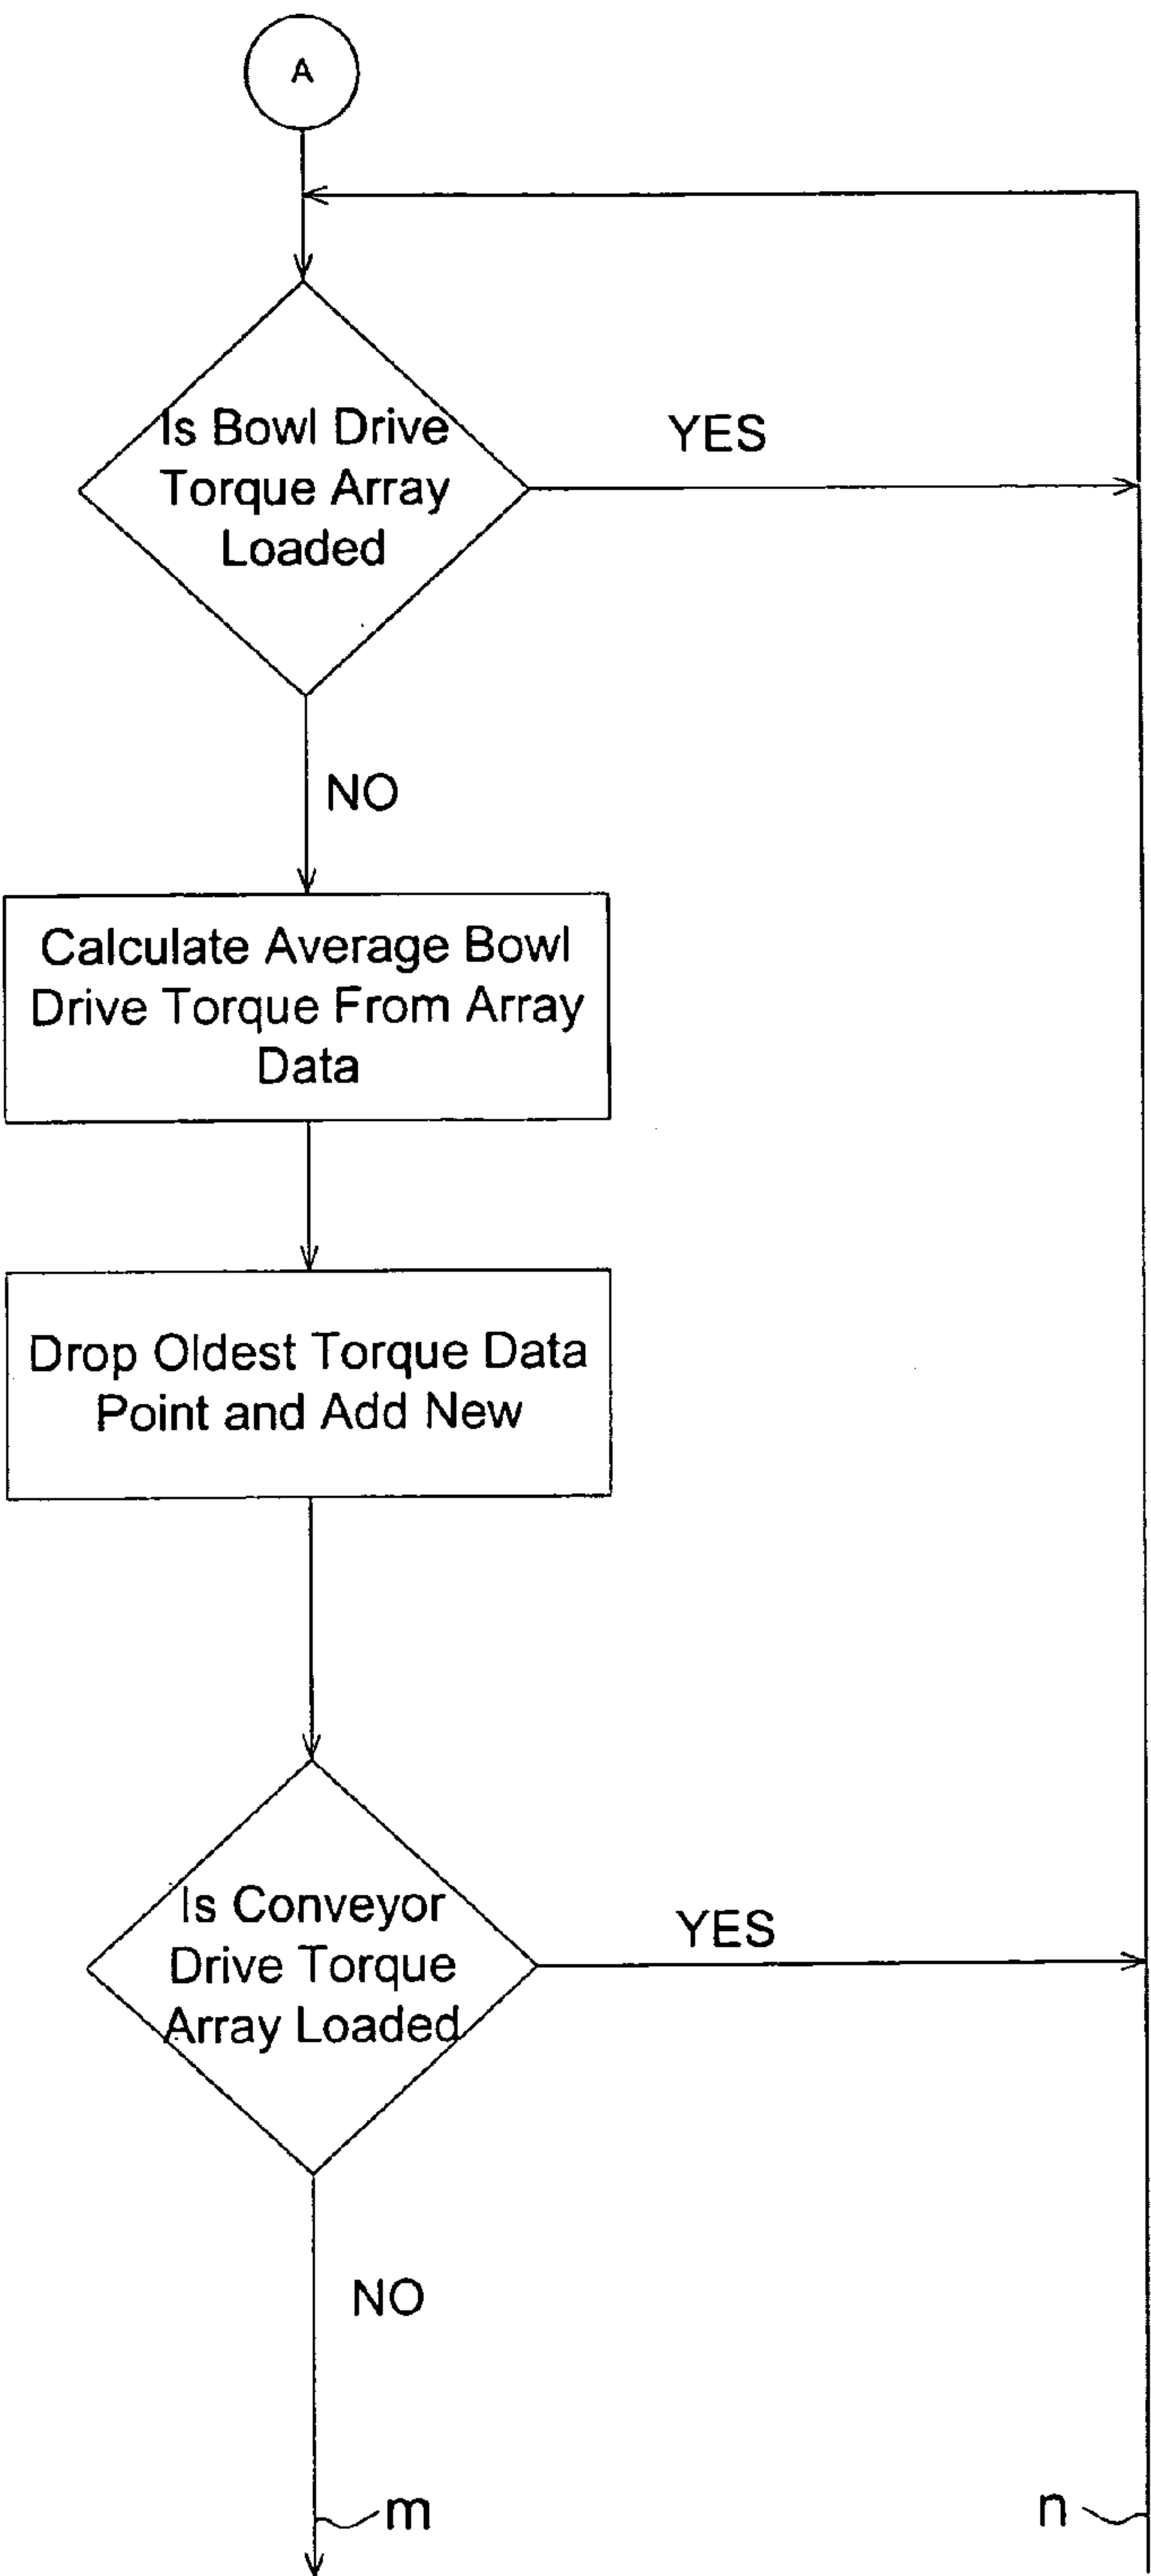 A
Is Bowl Drive
Torque Array
Loaded
YES
NO
Calculate Average Bowl
Drive Torque From Array
Data
Drop Oldest Torque Data
Point and Add New
Is Conveyor
Drive Torque
Array Loaded
YES
NO
m
n